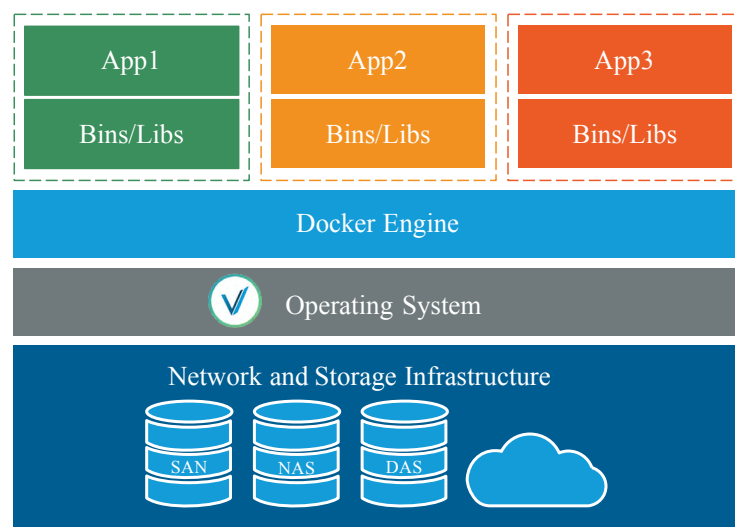 App1
App2
App3
Bins/Libs
Bins/Libs
Bins/Libs
Docker Engine
Operating System
Network and Storage Infrastructure
SAN
NAS
DAS